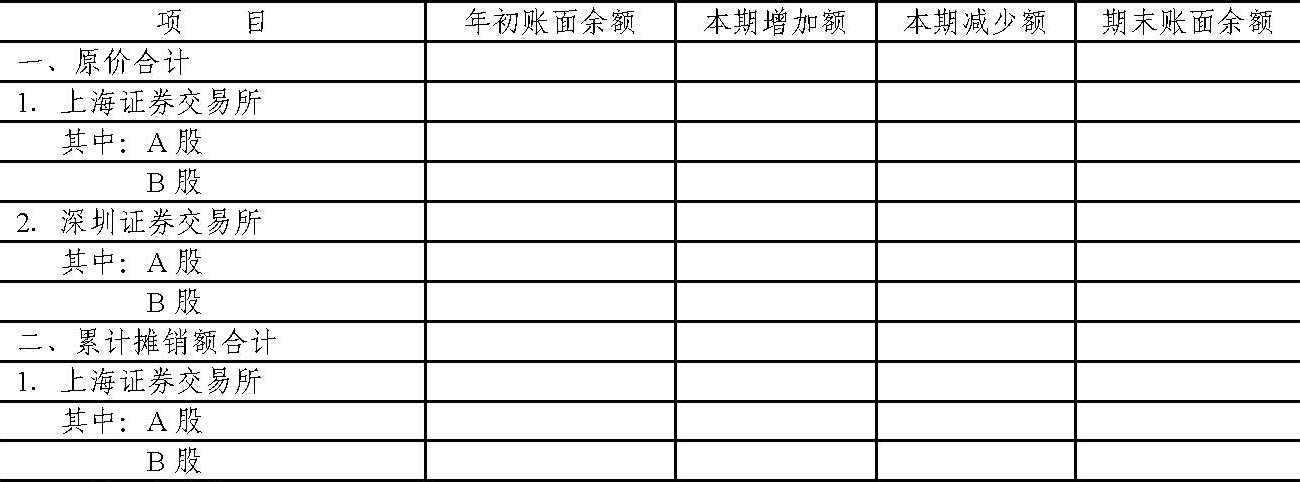 项 目 年初账面余额 本期增加额 本期减少额 期末账面余额
一、原价合计
1. 上海证券交易所
其中：A 股
B 股
2. 深圳证券交易所
其中：A 股
B 股
二、累计摊销额合计
1. 上海证券交易所
其中：A 股
B 股